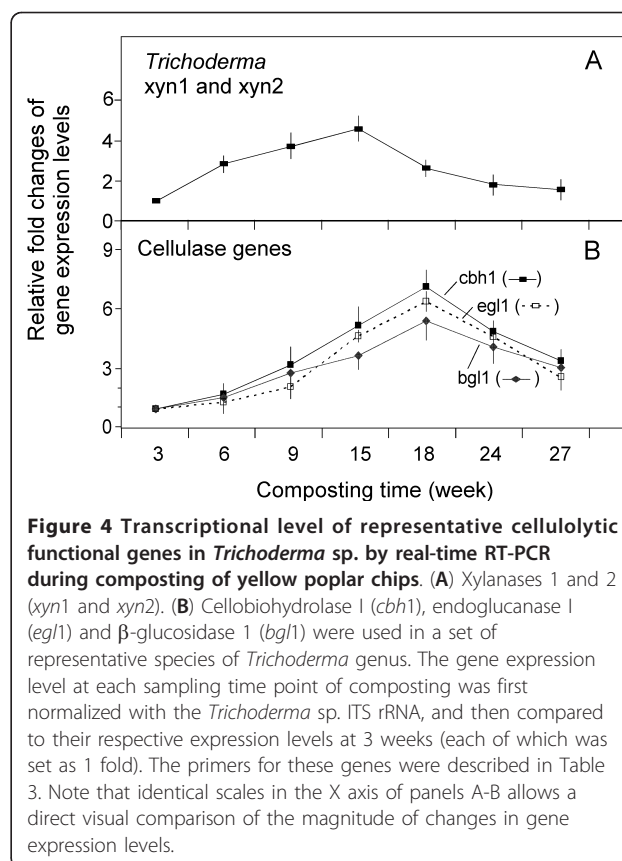 Trichoderma
xyn1 and xyn2
A
6
4
2
0
Relative fold changes of
gene expression levels
Cellulase genes
B
9
6
3
0
cbh1 (—)
egl1 (---)
bgl1 (—)
3 6 9 15 18 24 27
Composting time (week)
Figure 4 Transcriptional level of representative cellulolytic
functional genes in Trichoderma sp. by real-time RT-PCR
during composting of yellow poplar chips. (A) Xylanases 1 and 2
(xyn1 and xyn2). (B) Cellobiohydrolase I (cbh1), endoglucanase I
(egl1) and β-glucosidase 1 (bgl1) were used in a set of
representative species of Trichoderma genus. The gene expression
level at each sampling time point of composting was first
normalized with the Trichoderma sp. ITS rRNA, and then compared
to their respective expression levels at 3 weeks (each of which was
set as 1 fold). The primers for these genes were described in Table
3. Note that identical scales in the X axis of panels A-B allows a
direct visual comparison of the magnitude of changes in gene
expression levels.